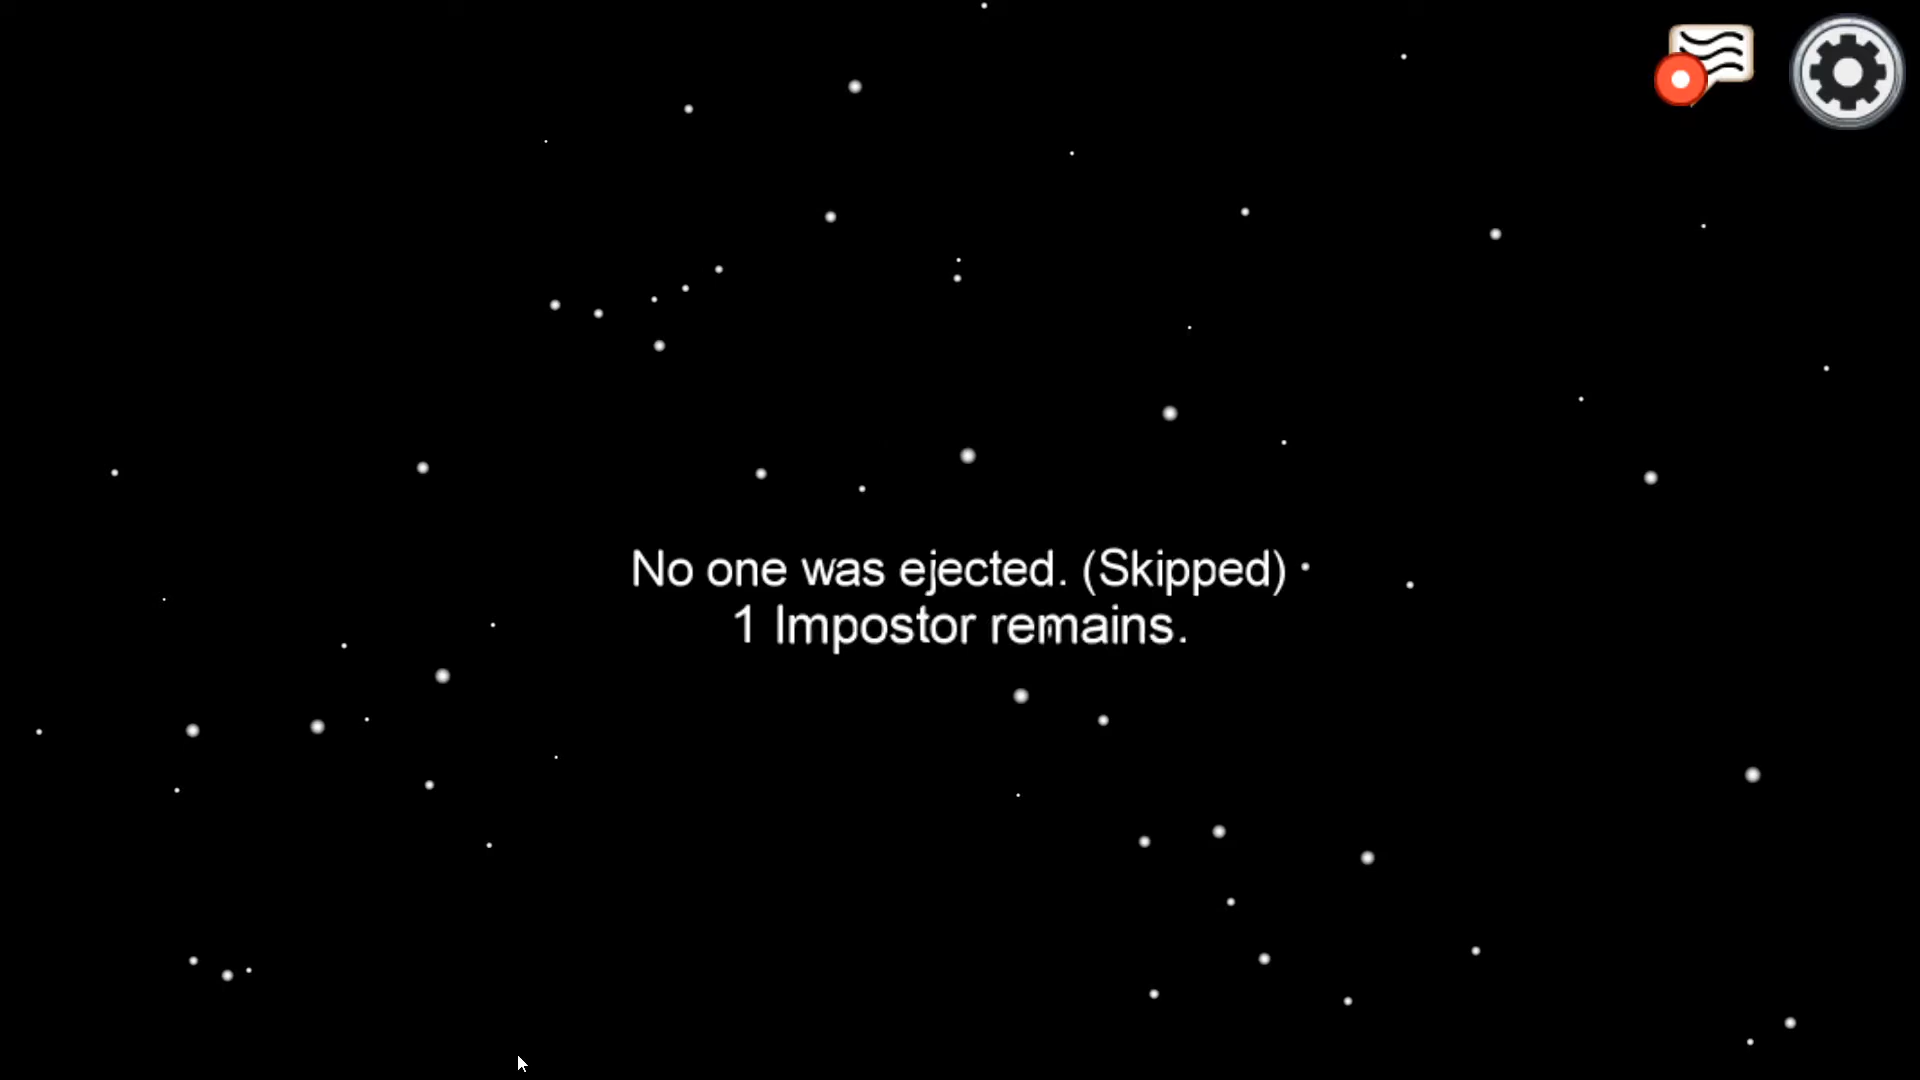 No one was ejected. (Skipped)
1 Impostor remains.